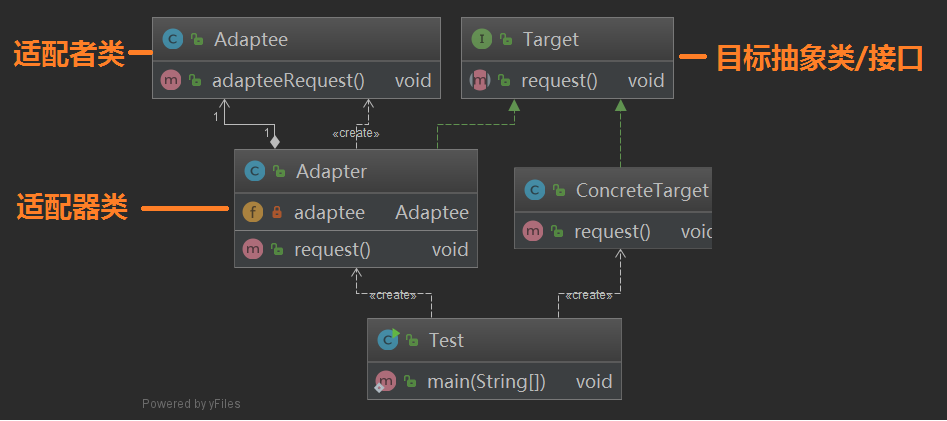 适配者类
C Adaptee
m adapteeRequest() void
I Target
m request() void
目标抽象类/接口
1
1
«create»
适配器类
C Adapter
f adaptee Adaptee
m request() void
C ConcreteTarget
m request() voi
«create»
«create»
C Test
m main(String[]) void
Powered by yFiles